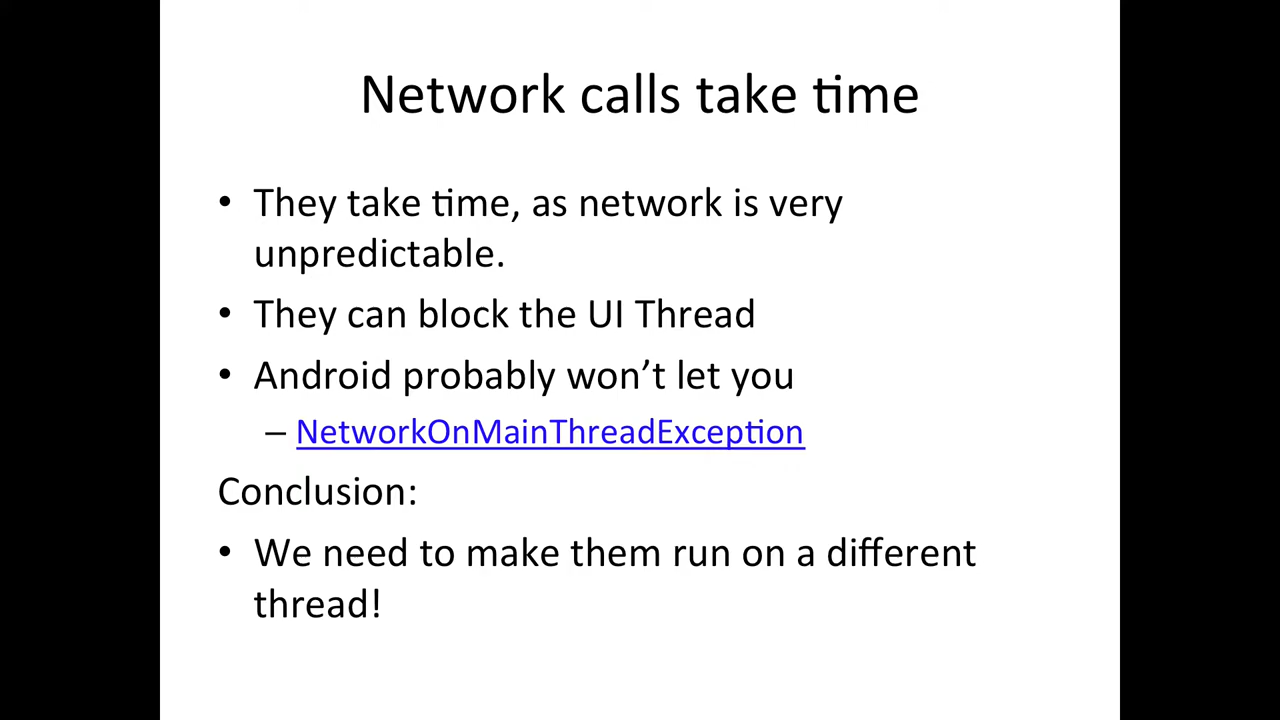 Network calls take time
• They take time, as network is very
unpredictable.
• They can block the UI Thread
• Android probably won’t let you
– NetworkOnMainThreadException
Conclusion:
• We need to make them run on a different
thread!